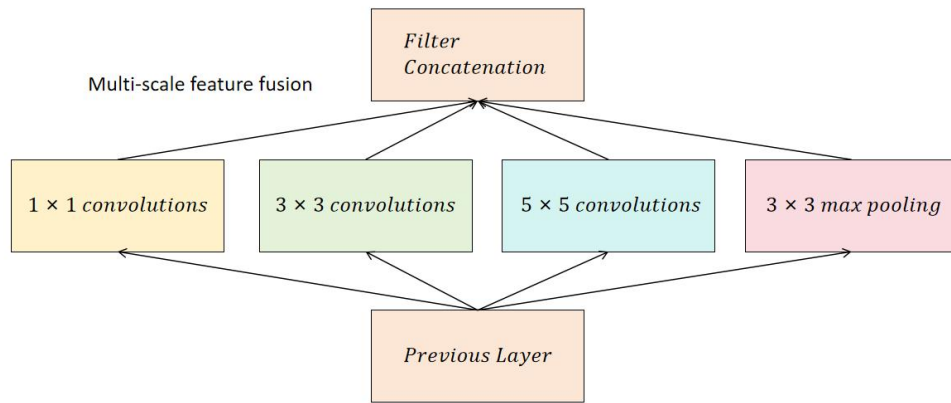 Filter
Concatenation
Multi-scale feature fusion
1 × 1 convolutions
3 × 3 convolutions
5 × 5 convolutions
3 × 3 max pooling
Previous Layer